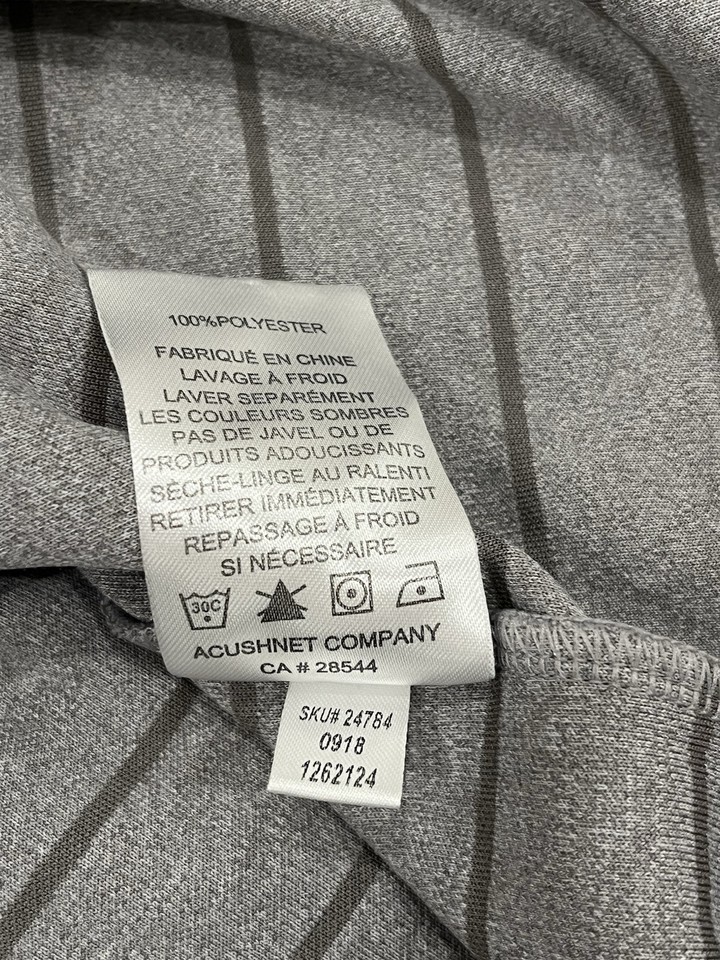 100%POLYESTER
FABRIQUÉ EN CHINE
LAVAGE À FROID
LAVER SEPARÉMENT
LES COULEURS SOMBRES
PAS DE JAVEL OU DE
PRODUITS ADOUCISSANTS
SÈCHE-LINGE AU RALENTI
RETIRER IMMÉDIATEMENT
REPASSAGE À FROID
SI NÉCESSAIRE
30C
ACUSHNET COMPANY
CA # 28544
SKU# 24784
0918
1262124